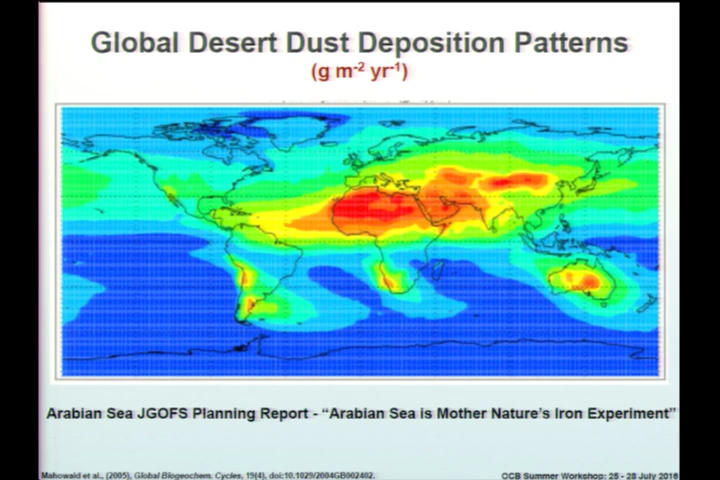 Global Desert Dust Deposition Patterns
(g m-2 yr-1)
Arabian Sea JGOFS Planning Report - “Arabian Sea is Mother Nature’s Iron Experiment”
Mahowald et al., (2005), Global Biogeochem. Cycles, 19(4), doi:10.1029/2004GB002402.
OCB Summer Workshop: 25 - 28 July 2016